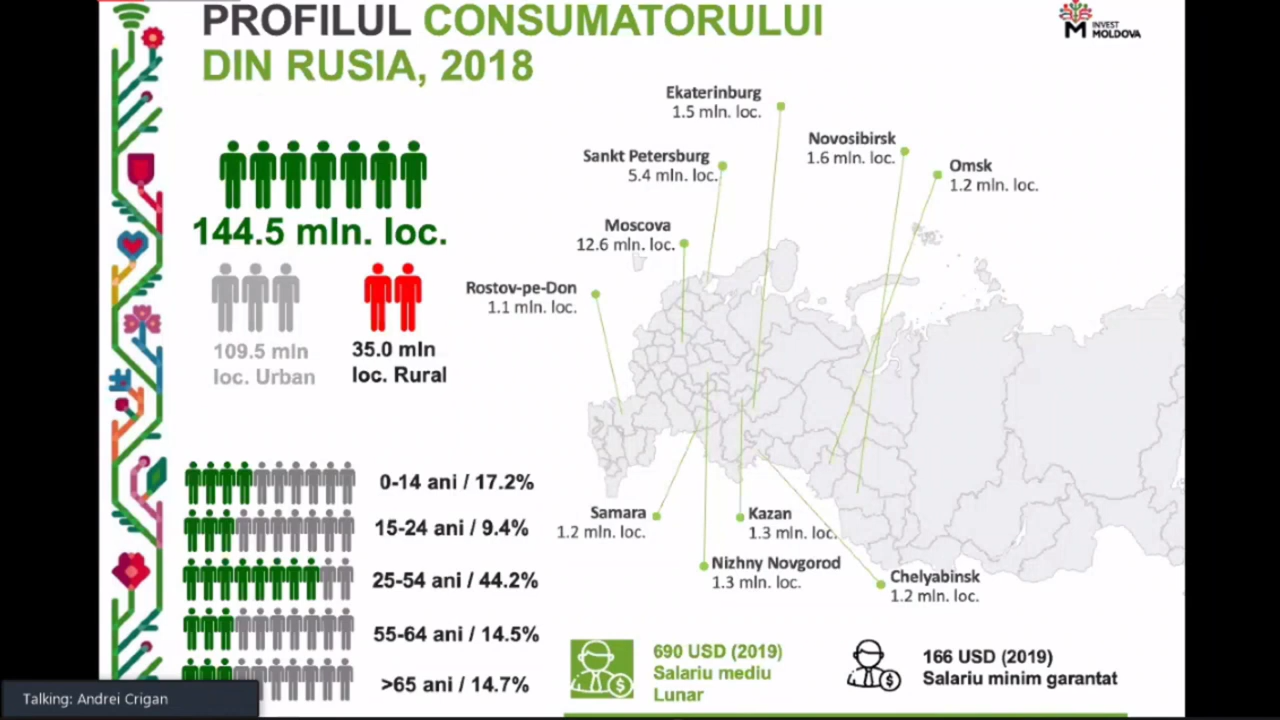 PROFILUL CONSUMATORULUI
DIN RUSIA, 2018
INVEST
MOLDOVA
144.5 mln. loc.
109.5 mln
loc. Urban
35.0 mln
loc. Rural
0-14 ani / 17.2%
15-24 ani / 9.4%
25-54 ani / 44.2%
55-64 ani / 14.5%
>65 ani / 14.7%
Ekaterinburg
1.5 mln. loc.
Novosibirsk
1.6 mln. loc.
Omsk
1.2 mln. loc.
Sankt Petersburg
5.4 mln. loc.
Moscova
12.6 mln. loc.
Rostov-pe-Don
1.1 mln. loc.
Samara
1.2 mln. loc.
Kazan
1.3 mln. loc.
Nizhny Novgorod
1.3 mln. loc.
Chelyabinsk
1.2 mln. loc.
690 USD (2019)
Salariu mediu
Lunar
166 USD (2019)
Salariu minim garantat
Talking: Andrei Crigan